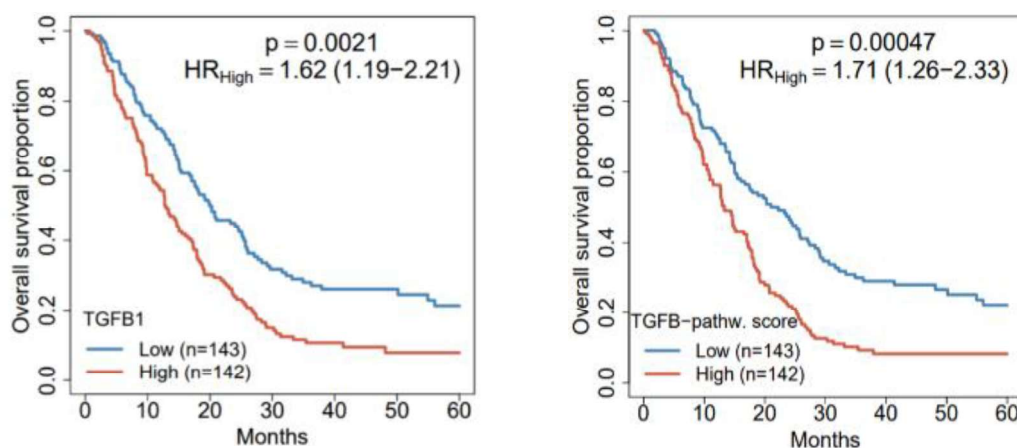 p = 0.0021
HRHigh = 1.62 (1.19−2.21)
Overall survival proportion
1.0
0.8
0.6
0.4
0.2
0.0
TGFB1
Low (n=143)
High (n=142)
0 10 20 30 40 50 60
Months
p = 0.00047
HRHigh = 1.71 (1.26−2.33)
Overall survival proportion
1.0
0.8
0.6
0.4
0.2
0.0
TGFB−pathw. score
Low (n=143)
High (n=142)
0 10 20 30 40 50 60
Months